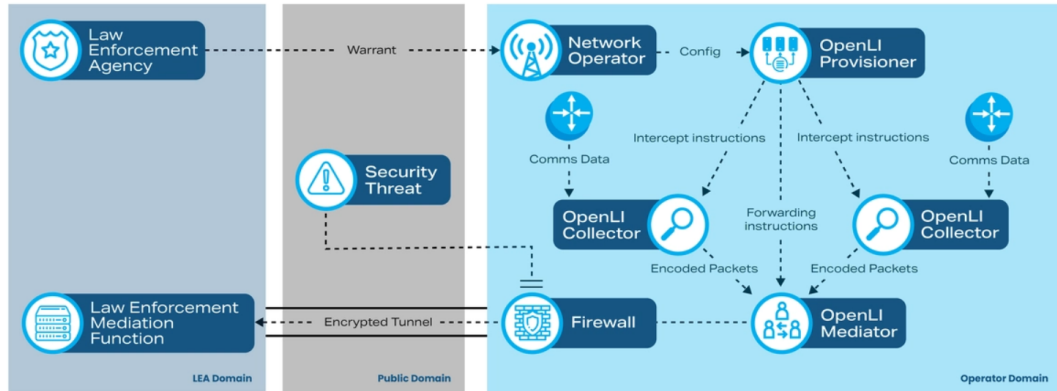 Law
Enforcement
Agency
Warrant
Network
Operator
Config
OpenLI
Provisioner
Intercept instructions
Intercept instructions
Comms Data
Comms Data
Security
Threat
OpenLI
Collector
Forwarding
instructions
OpenLI
Collector
Encoded Packets
Encoded Packets
Law Enforcement
Mediation
Function
Encrypted Tunnel
Firewall
OpenLI
Mediator
LEA Domain
Public Domain
Operator Domain